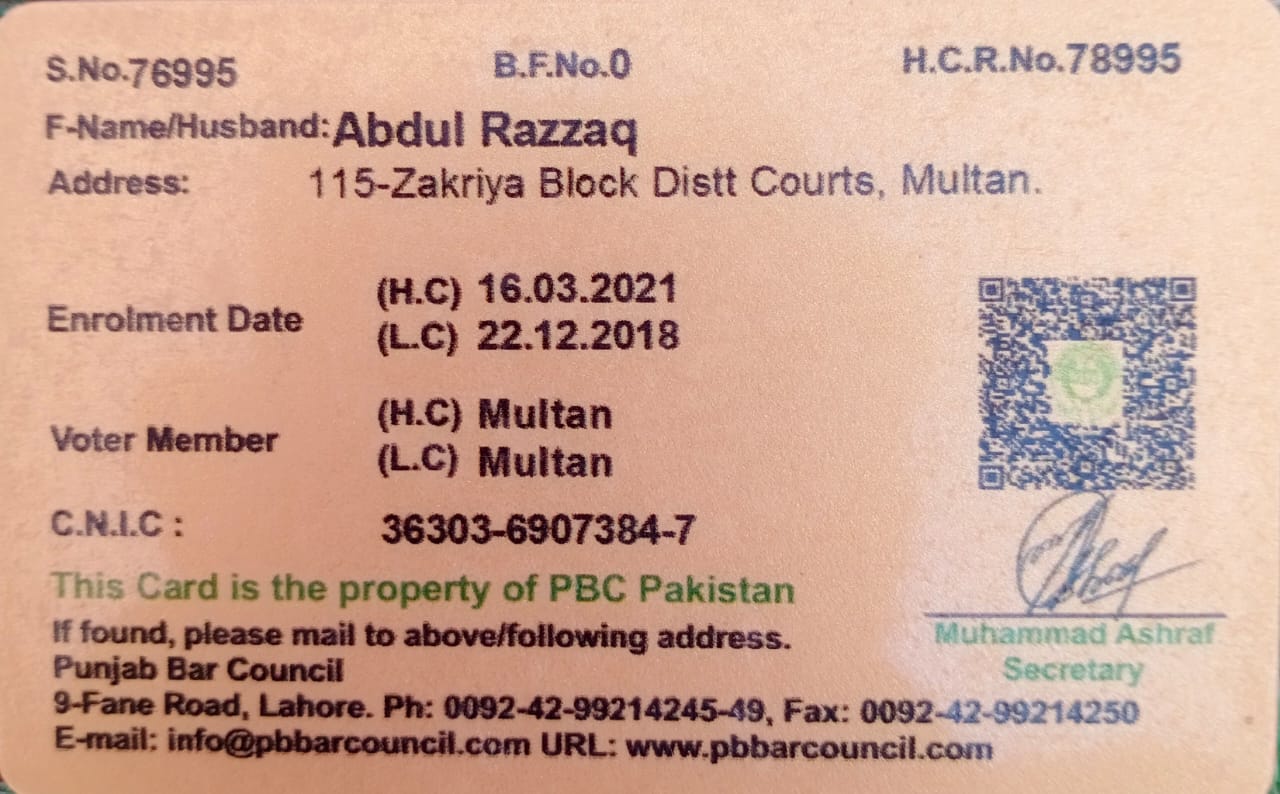 S.No.76995 B.F.No.0 H.C.R.No.78995
F-Name/Husband: Abdul Razzaq
Address: 115-Zakriya Block Distt Courts, Multan.
Enrolment Date (H.C) 16.03.2021
(L.C) 22.12.2018
Voter Member (H.C) Multan
(L.C) Multan
C.N.I.C : 36303-6907384-7
This Card is the property of PBC Pakistan
If found, please mail to above/following address.
Punjab Bar Council
9-Fane Road, Lahore. Ph: 0092-42-99214245-49, Fax: 0092-42-99214250
E-mail: info@pbbarcouncil.com URL: www.pbbarcouncil.com
Muhammad Ashraf
Secretary